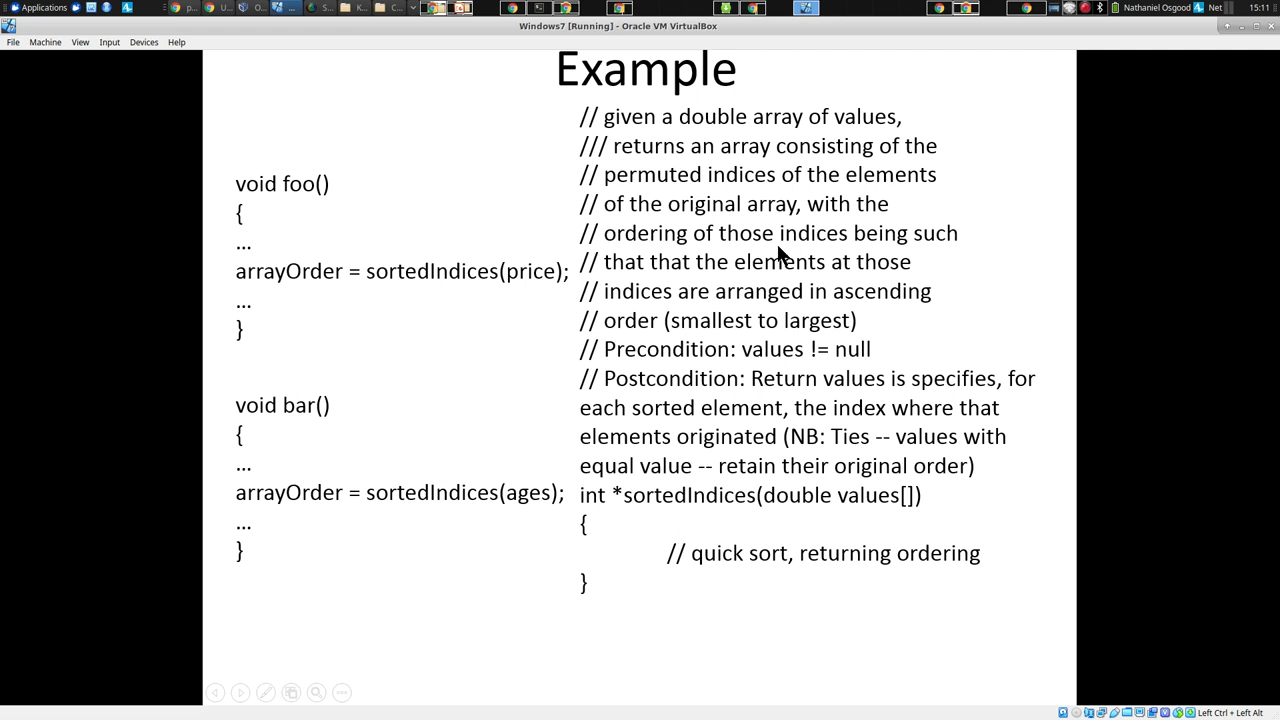 Applications
Nathaniel Osgood
Net
15:11
Windows7 [Running] - Oracle VM VirtualBox
File Machine View Input Devices Help
Example
void foo()
{
...
arrayOrder = sortedIndices(price);
...
}
void bar()
{
...
arrayOrder = sortedIndices(ages);
...
}
// given a double array of values,
/// returns an array consisting of the
// permuted indices of the elements
// of the original array, with the
// ordering of those indices being such
// that that the elements at those
// indices are arranged in ascending
// order (smallest to largest)
// Precondition: values != null
// Postcondition: Return values is specifies, for
each sorted element, the index where that
elements originated (NB: Ties -- values with
equal value -- retain their original order)
int *sortedIndices(double values[])
{
// quick sort, returning ordering
}
Left Ctrl + Left Alt